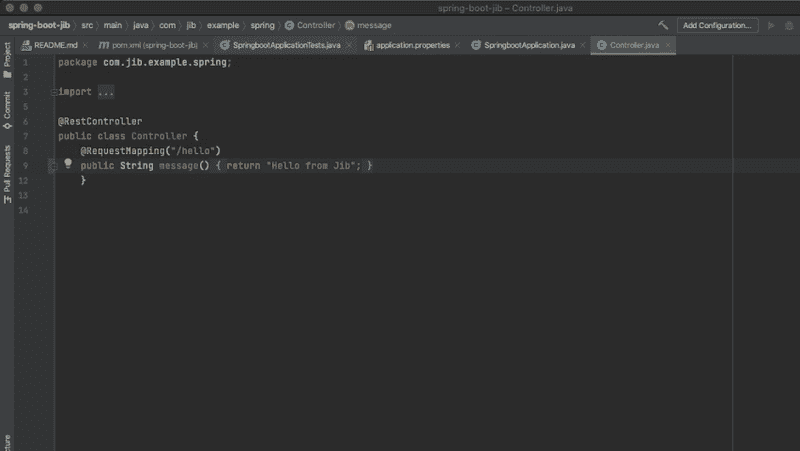 spring-boot-jib – Controller.java
spring-boot-jib src main java com jib example spring Controller message Add Configuration...
README.md pom.xml (spring-boot-jib) SpringbootApplicationTests.java application.properties SpringbootApplication.java Controller.java
Project
Commit
Pull Requests
1 package com.jib.example.spring;
2
3 import ...
5
6 @RestController
7 public class Controller {
8 @RequestMapping("/hello")
9 public String message() { return "Hello from Jib"; }
12 }
13
14